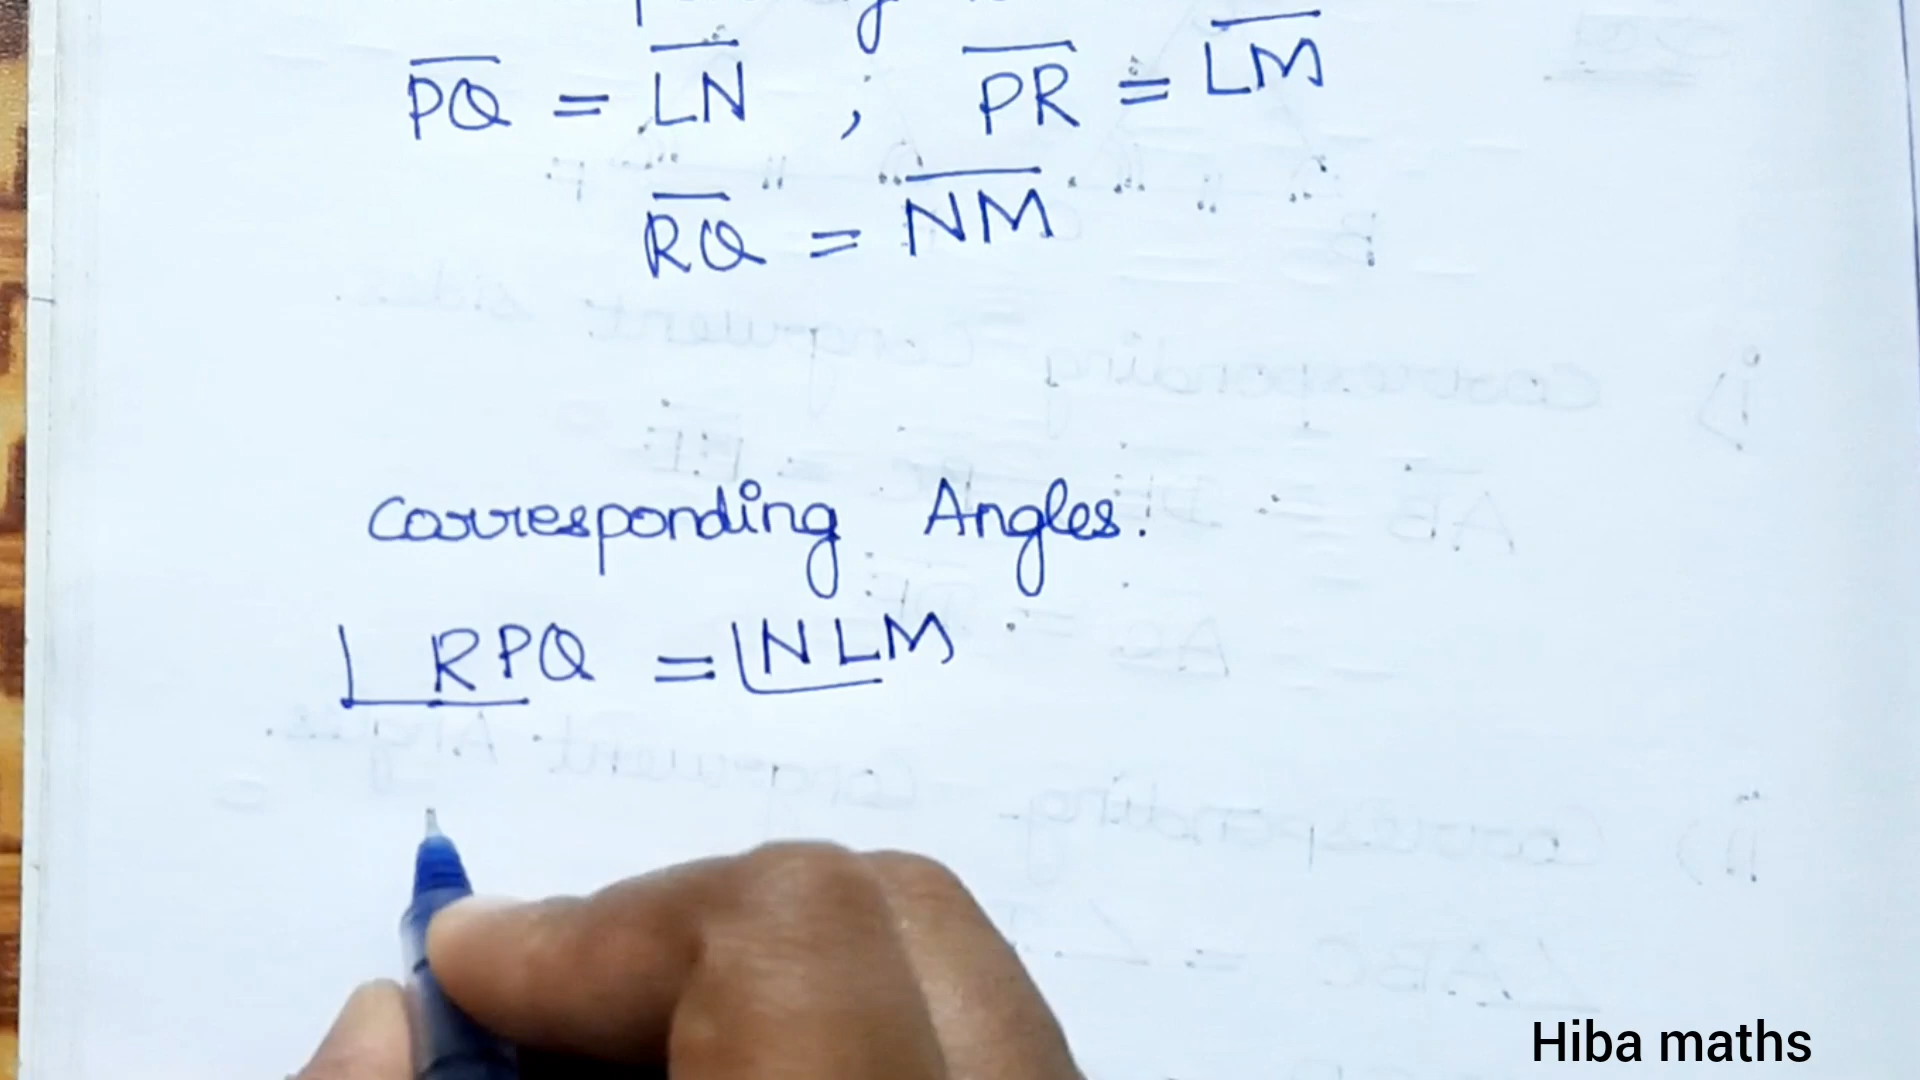 PQ = LN ; PR = LM
RQ = NM
Corresponding Angles.
∠RPQ = ∠NLM
Hiba maths